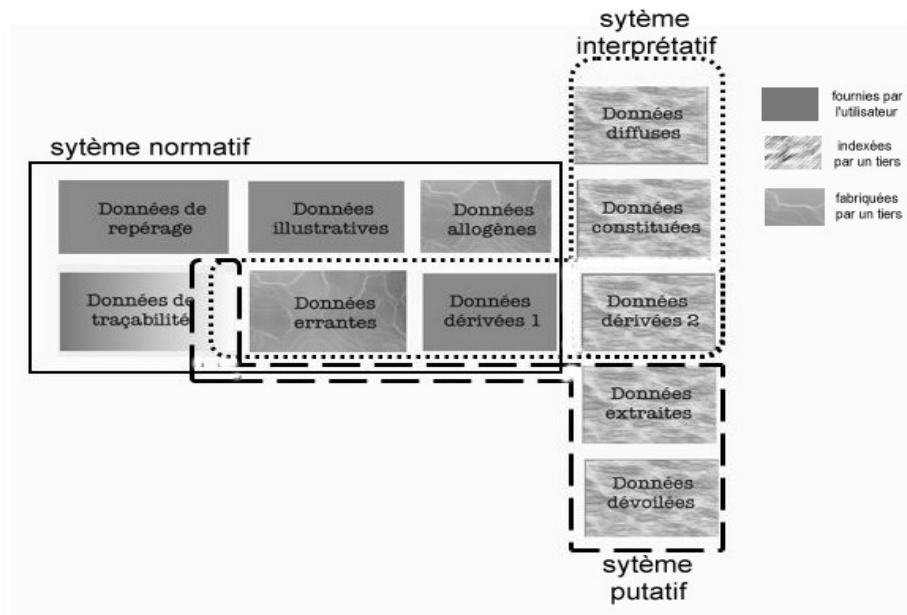 sytème
interprétatif
Données
diffuses
fournies par
l'utilisateur
indexées
par un tiers
fabriquées
par un tiers
sytème normatif
Données de
repérage
Données
illustratives
Données
allogènes
Données
constituées
Données de
traçabilité
Données
errantes
Données
dérivées 1
Données
dérivées 2
Données
extraites
Données
dévoilées
sytème
putatif